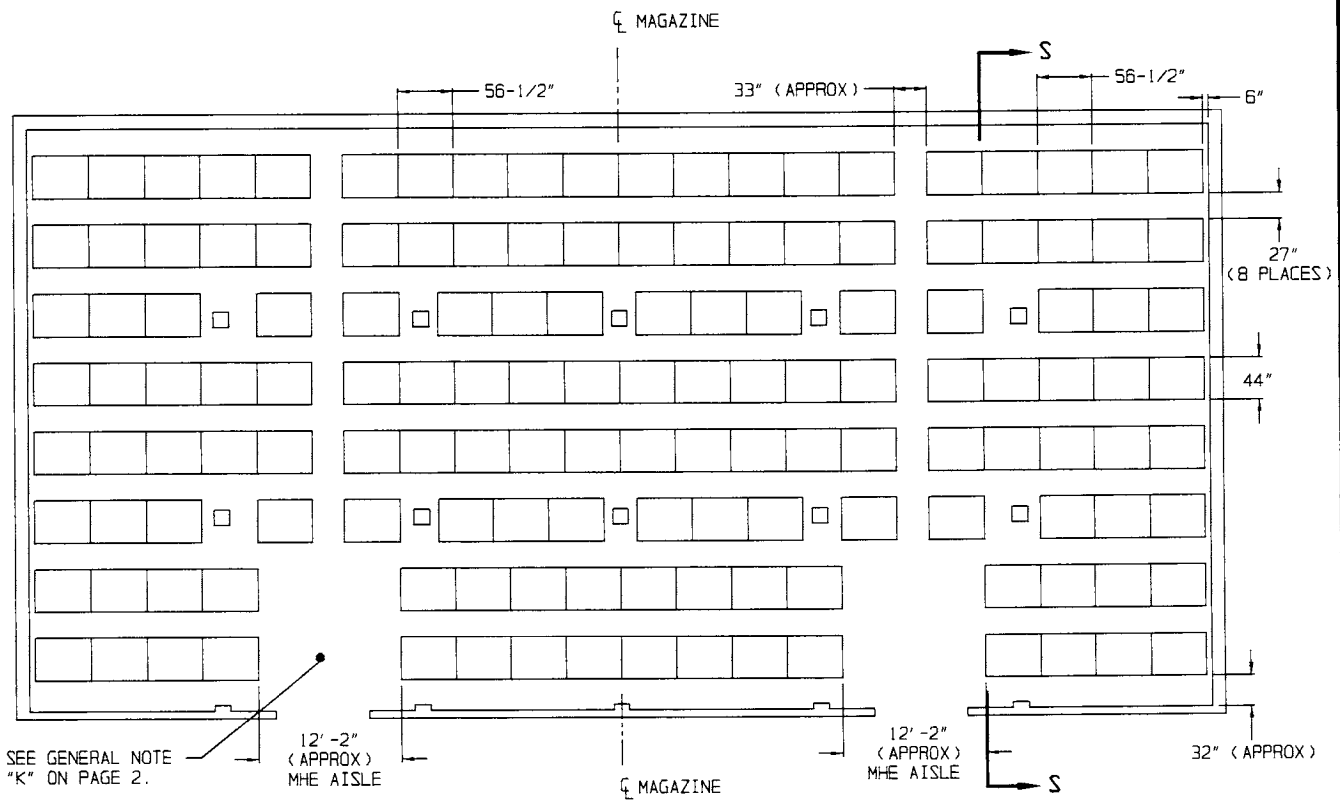 ℄ MAGAZINE
S
56-1/2"
33" (APPROX)
56-1/2"
6"
27"
(8 PLACES)
44"
SEE GENERAL NOTE
"K" ON PAGE 2.
12'-2"
(APPROX)
MHE AISLE
℄ MAGAZINE
12'-2"
(APPROX)
MHE AISLE
S
32" (APPROX)